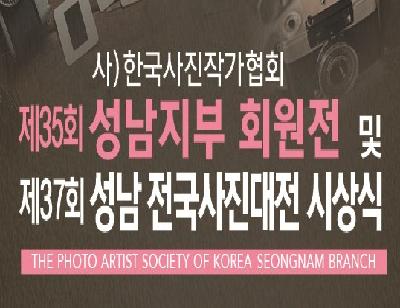 사) 한국사진작가협회
제35회 성남지부 회원전 및
제37회 성남 전국사진대전 시상식
THE PHOTO ARTIST SOCIETY OF KOREA SEONGNAM BRANCH